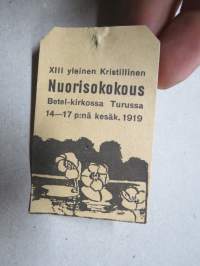 XIII yleinen Kristillinen
Nuorisokokous
Betel-kirkossa Turussa
14—17 p:nä kesäk. 1919